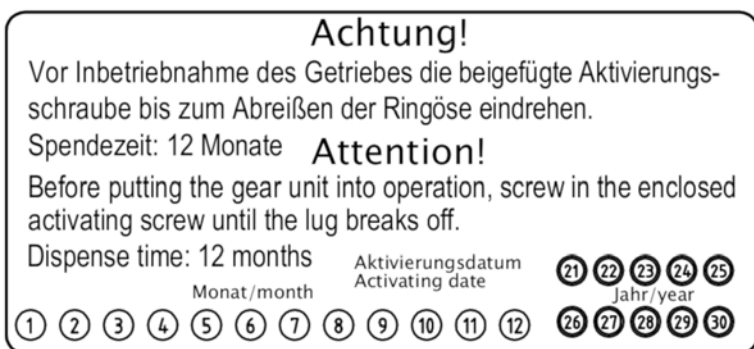 Achtung!
Vor Inbetriebnahme des Getriebes die beigefügte Aktivierungs-
schraube bis zum Abreißen der Ringöse eindrehen.
Spendezeit: 12 Monate
Attention!
Before putting the gear unit into operation, screw in the enclosed
activating screw until the lug breaks off.
Dispense time: 12 months
Aktivierungsdatum
Activating date
Monat/month
1 2 3 4 5 6 7 8 9 10 11 12
21 22 23 24 25
Jahr/year
26 27 28 29 30